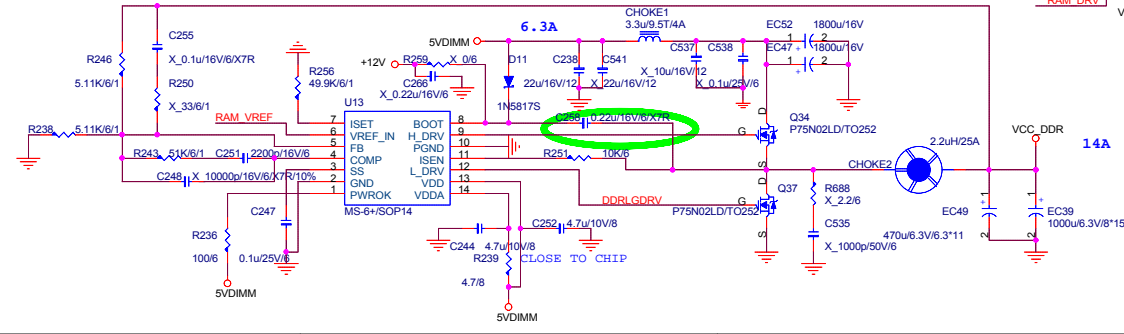 RAM_DRV
V
CHOKE1
3.3u/9.5T/4A
6.3A
EC52
1800u/16V
1 2
EC47
1800u/16V
1 2
+
+
C255
X_0.1u/16V/6/X7R
R246
5.11K/6/1
R250
X_33/6/1
R256
49.9K/6/1
5VDIMM
+12V
R259
X_0/6
C266
X_0.22u/16V/6
D11
1N5817S
C238
22u/16V/12
C541
X_22u/16V/12
C537
X_10u/16V/12
C538
X_0.1u/25V/6
C258
0.22u/16V/6/X7R
U13
RAM_VREF
7 ISET
6 VREF_IN
5 FB
4 COMP
3 SS
2 GND
1 PWROK
BOOT 8
H_DRV 9
PGND 10
ISEN 11
L_DRV 12
VDD 13
VDDA 14
MS-6+/SOP14
R238
5.11K/6/1
R243
51K/6/1
C251
2200p/16V/6
C248
X_10000p/16V/6/X7R/10%
R251
10K/6
D
G
S
Q34
P75N02LD/TO252
D
G
S
Q37
P75N02LD/TO252
DDRLGDRV
CHOKE2
2.2uH/25A
VCC_DDR
14A
R688
X_2.2/6
C535
X_1000p/50V/6
EC49
470u/6.3V/6.3*11
1
+
2
EC39
1000u/6.3V/8*15
1
+
2
C247
0.1u/25V/6
R236
100/6
5VDIMM
C244
4.7u/10V/8
C252
4.7u/10V/8
R239
4.7/8
CLOSE TO CHIP
5VDIMM